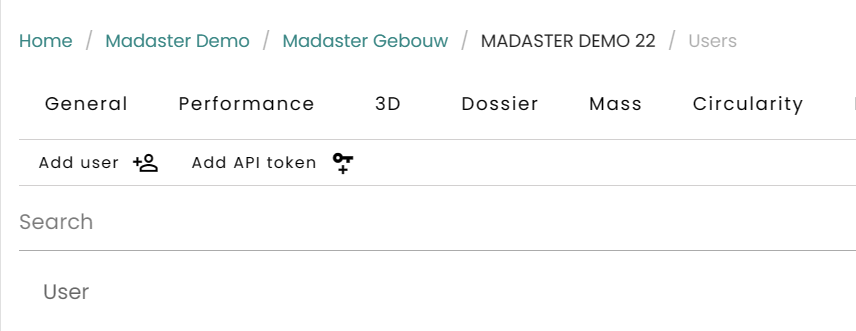 Home / Madaster Demo / Madaster Gebouw / MADASTER DEMO 22 / Users
General Performance 3D Dossier Mass Circularity
Add user Add API token
Search
User